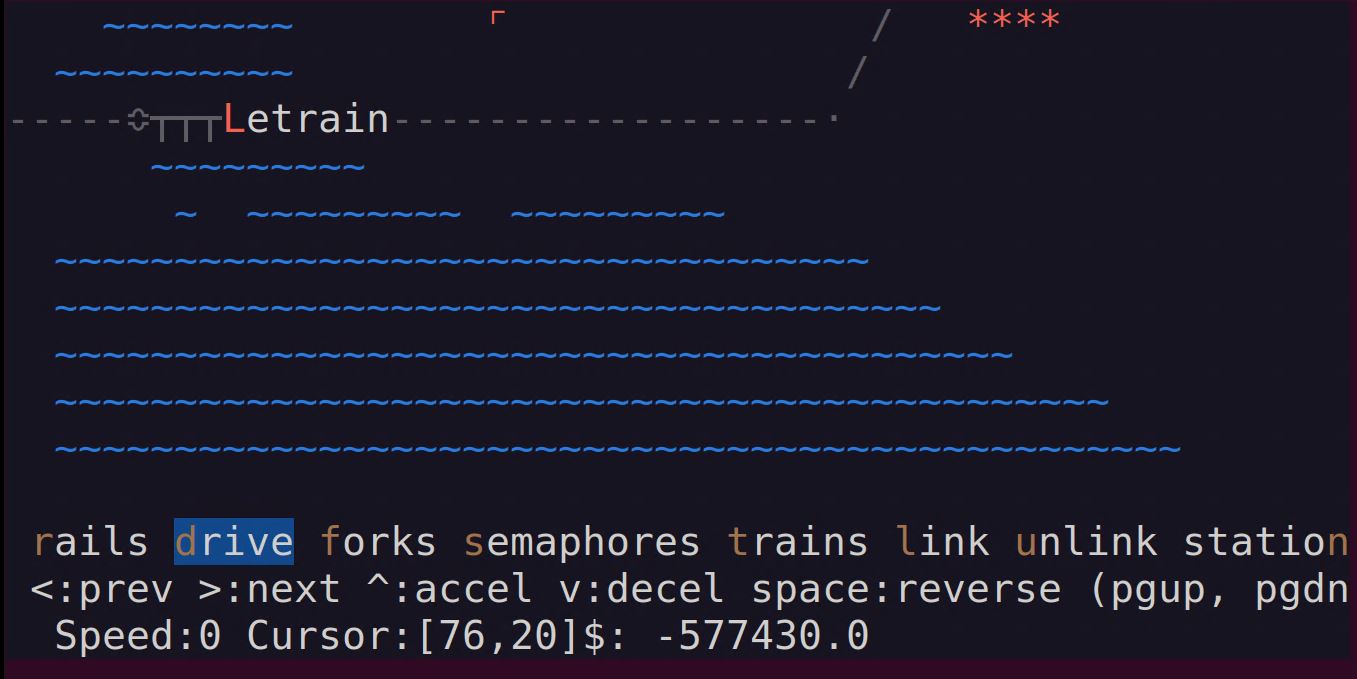 Letrain
rails drive forks semaphores trains link unlink station
<:prev >:next ^:accel v:decel space:reverse (pgup, pgdn
Speed:0 Cursor:[76,20]$: -577430.0